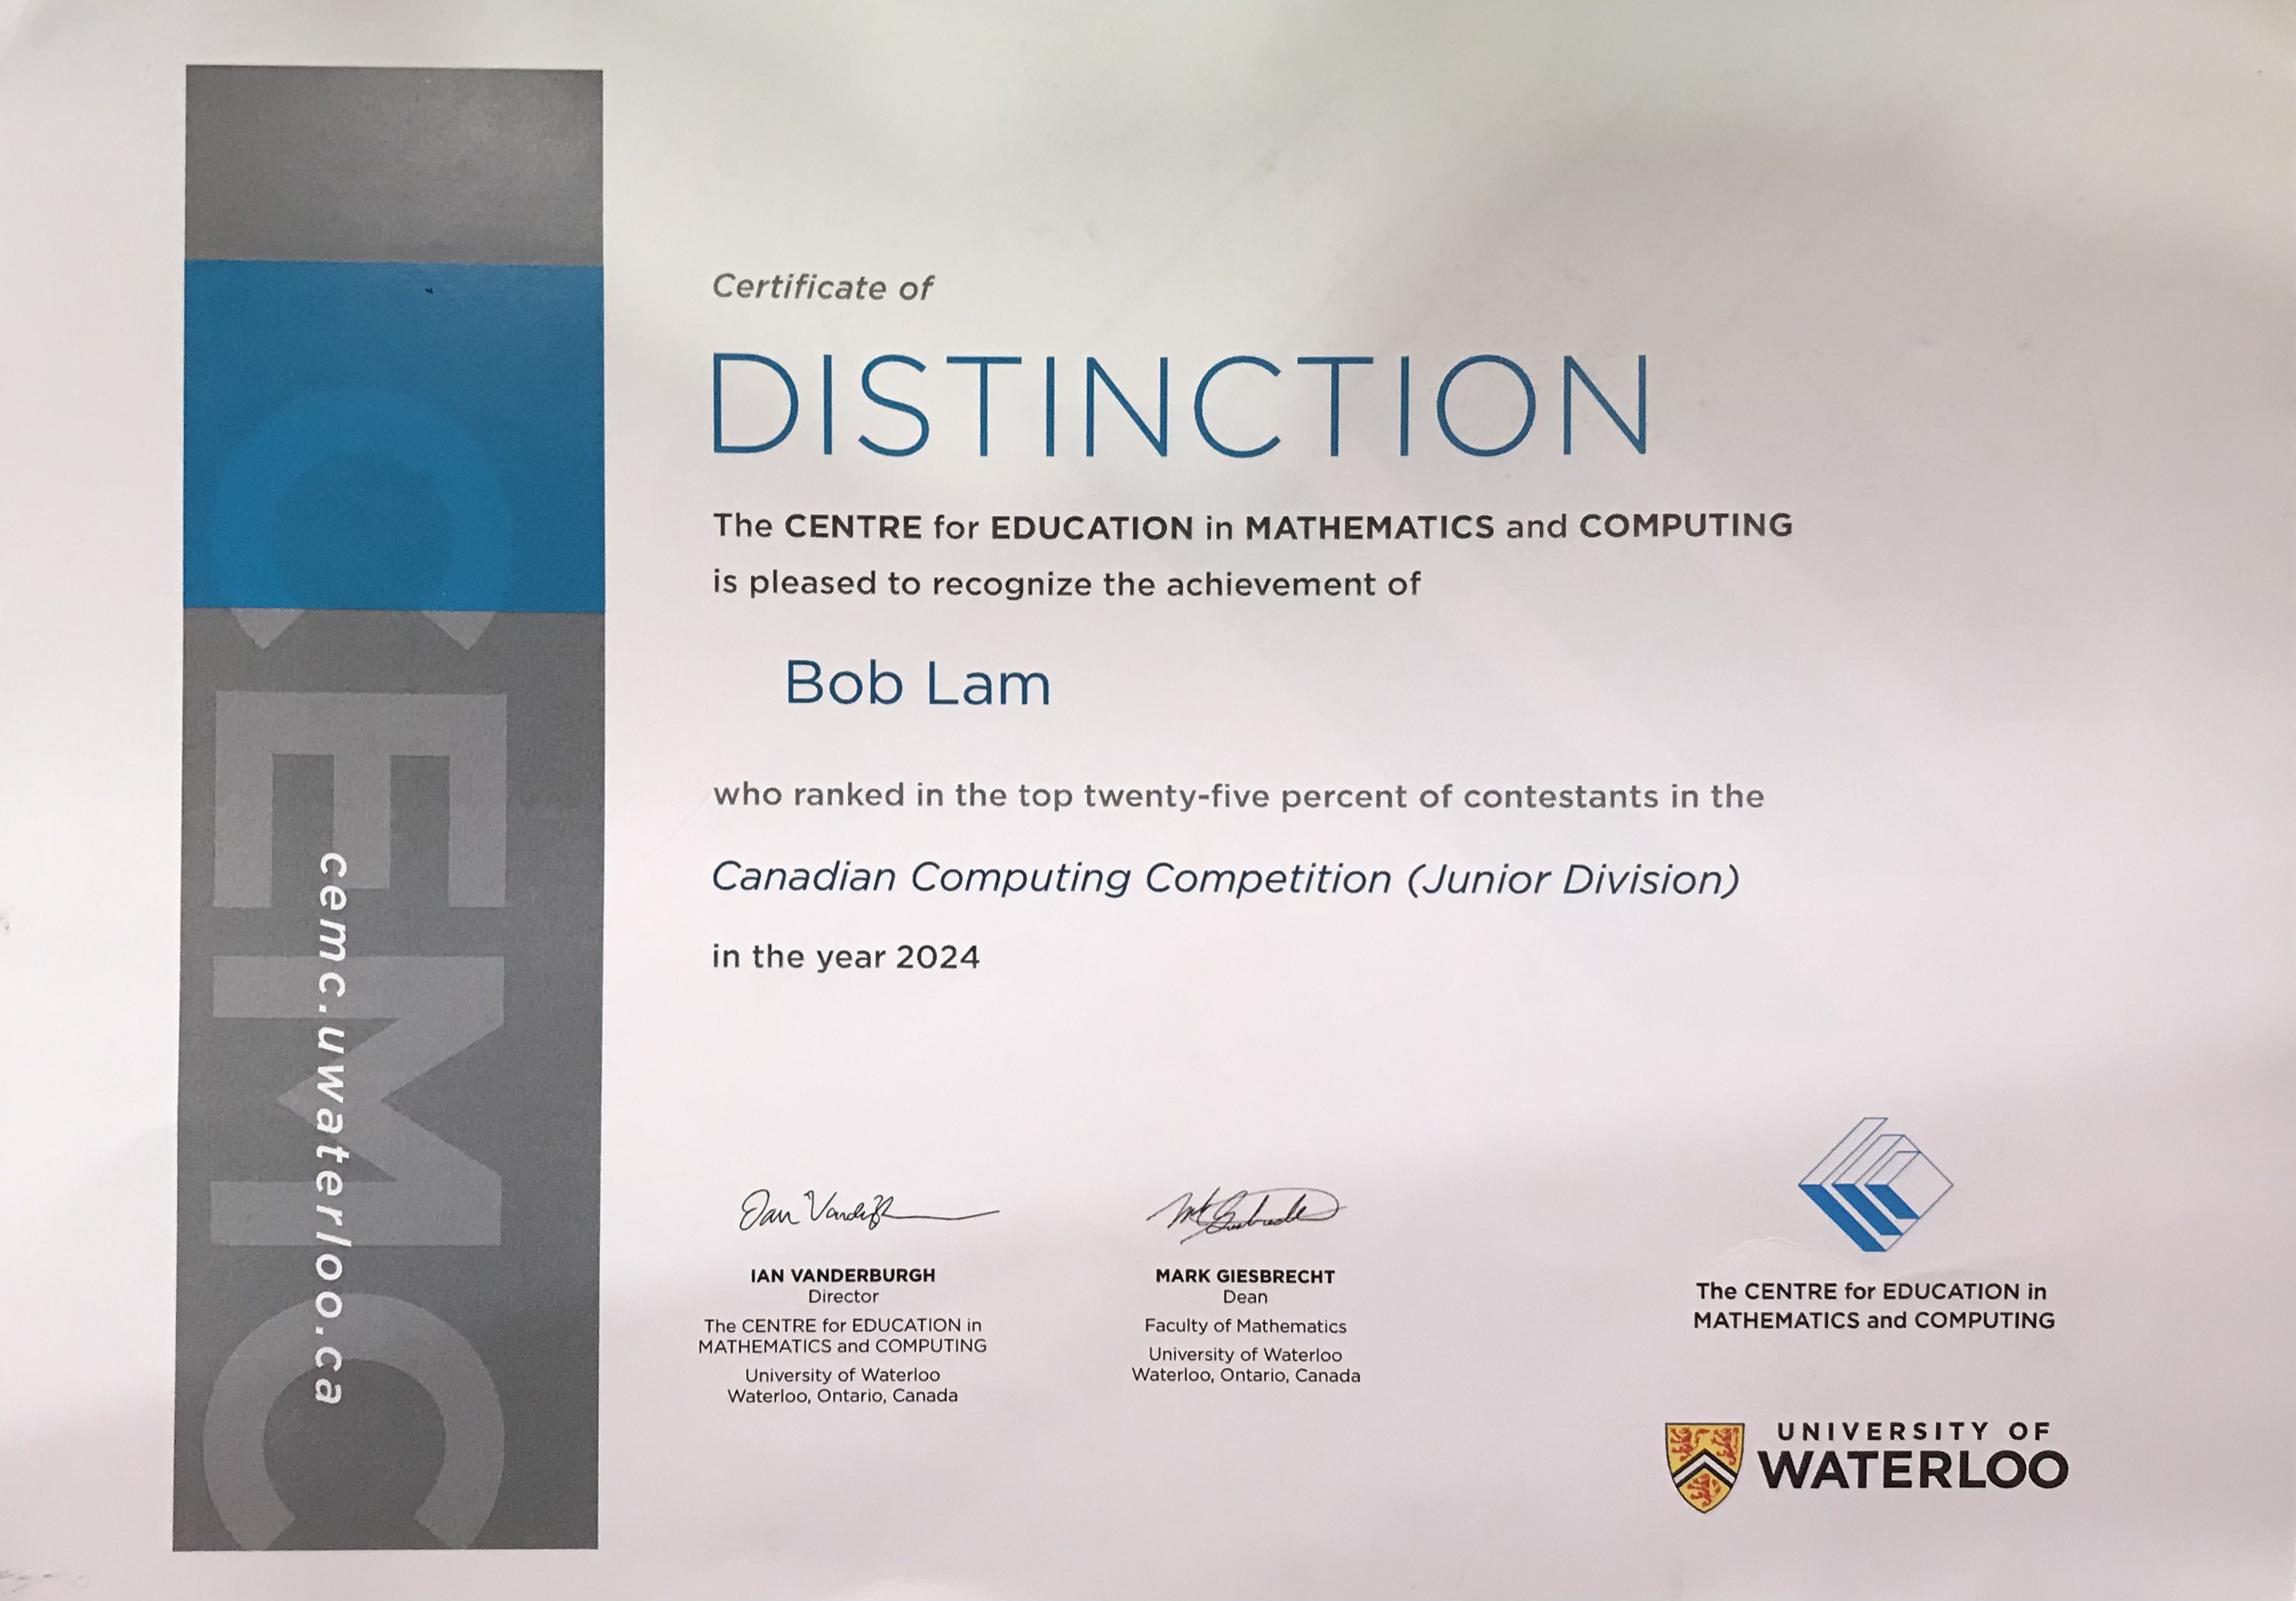 Certificate of
DISTINCTION
The CENTRE for EDUCATION in MATHEMATICS and COMPUTING
is pleased to recognize the achievement of
Bob Lam
who ranked in the top twenty-five percent of contestants in the
Canadian Computing Competition (Junior Division)
in the year 2024
IAN VANDERBURGH
Director
The CENTRE for EDUCATION in
MATHEMATICS and COMPUTING
University of Waterloo
Waterloo, Ontario, Canada
MARK GIESBRECHT
Dean
Faculty of Mathematics
University of Waterloo
Waterloo, Ontario, Canada
The CENTRE for EDUCATION in
MATHEMATICS and COMPUTING
UNIVERSITY OF
WATERLOO
CEMC
cemc.uwaterloo.ca